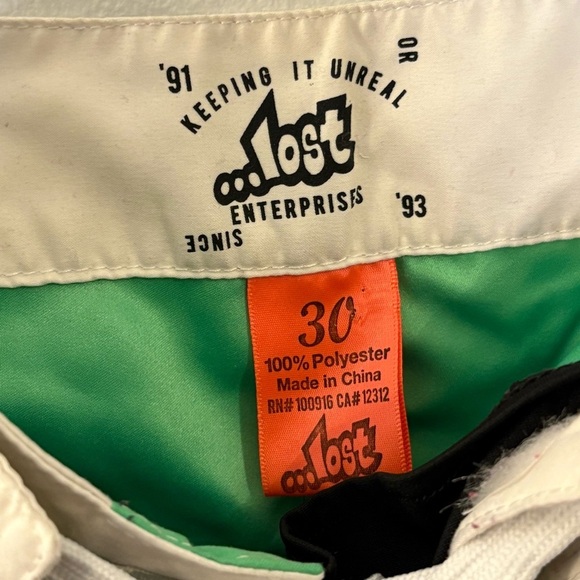 '91
KEEPING IT UNREAL
OR
...lost
ENTERPRISES
'93
SINCE
SINCE
30
100% Polyester
Made in China
RN# 100916 CA# 12312
...lost